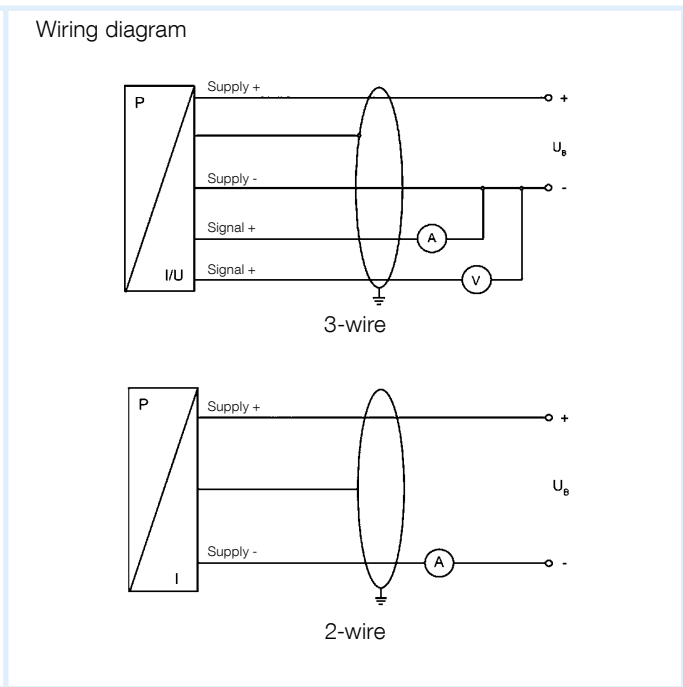 Wiring diagram
Supply +
P
+
U_B
Supply -
-
Signal +
A
Signal +
I/U
V
3-wire
P
Supply +
+
U_B
Supply -
A
-
I
2-wire